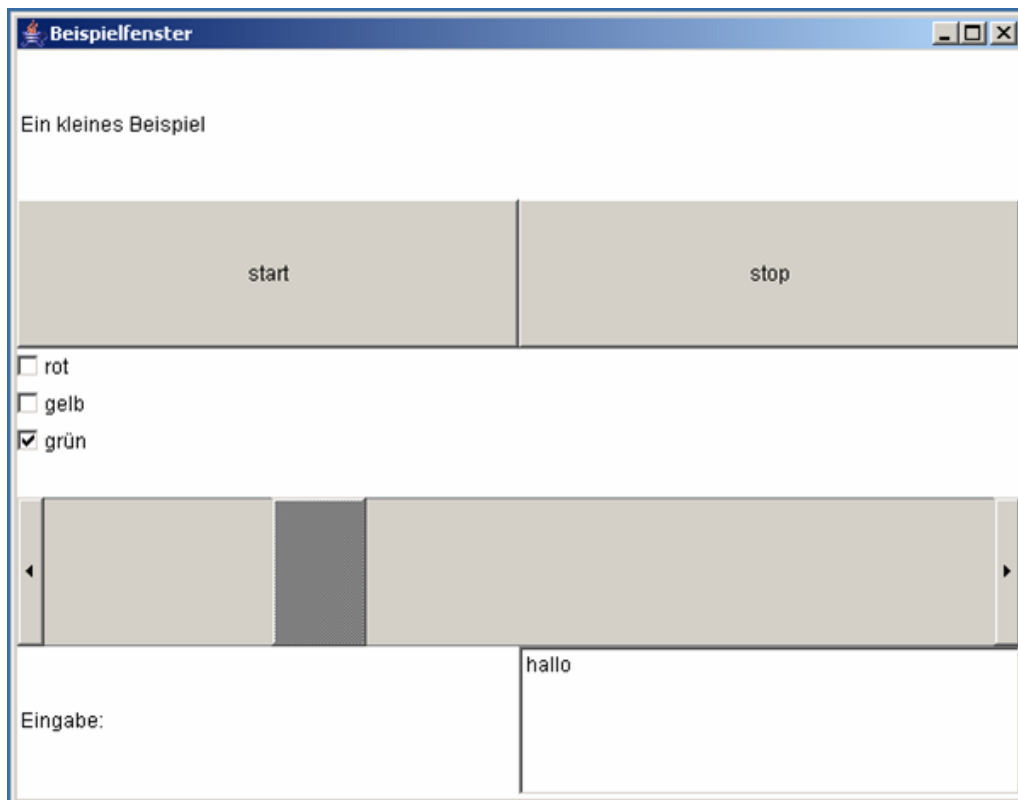 Beispielfenster
Ein kleines Beispiel
start stop
rot
gelb
grün
hallo
Eingabe: